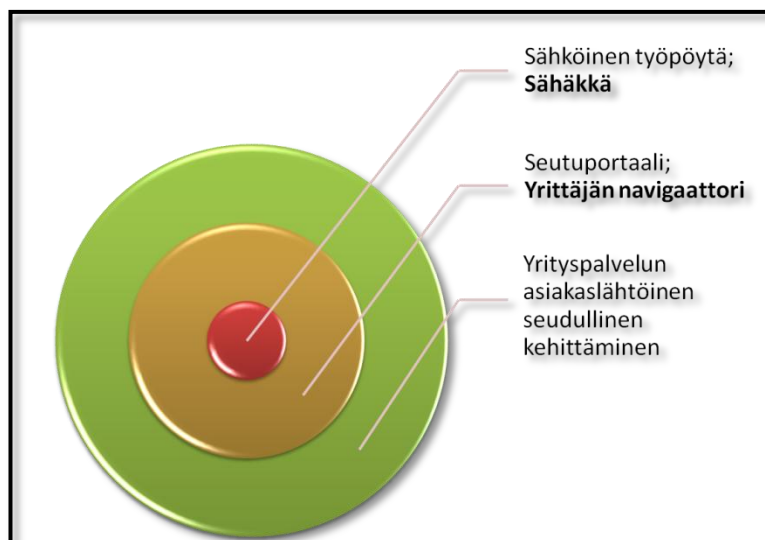 Sähköinen työpöytä;
Sähäkkä
Seutuportaali;
Yrittäjän navigaattori
Yrityspalvelun
asiakaslähtöinen
seudullinen
kehittäminen